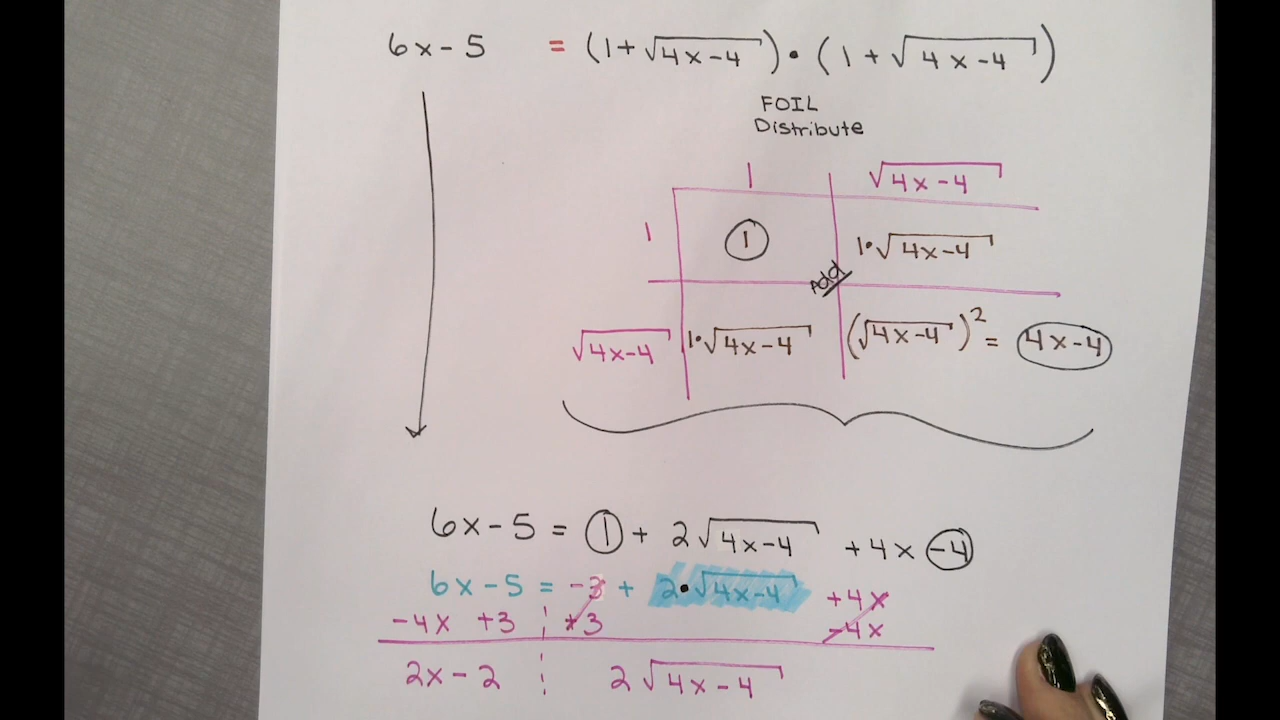 6x-5 = (1+√4x-4)•(1+√4x-4)
FOIL
Distribute
1 √4x-4
1 1 1•√4x-4
Add
√4x-4 1•√4x-4 (√4x-4)² = 4x-4
6x-5 = 1 + 2√4x-4 +4x -4
6x-5 = -3 + 2•√4x-4 +4x
-4x +3 +3 -4x
2x-2 2√4x-4